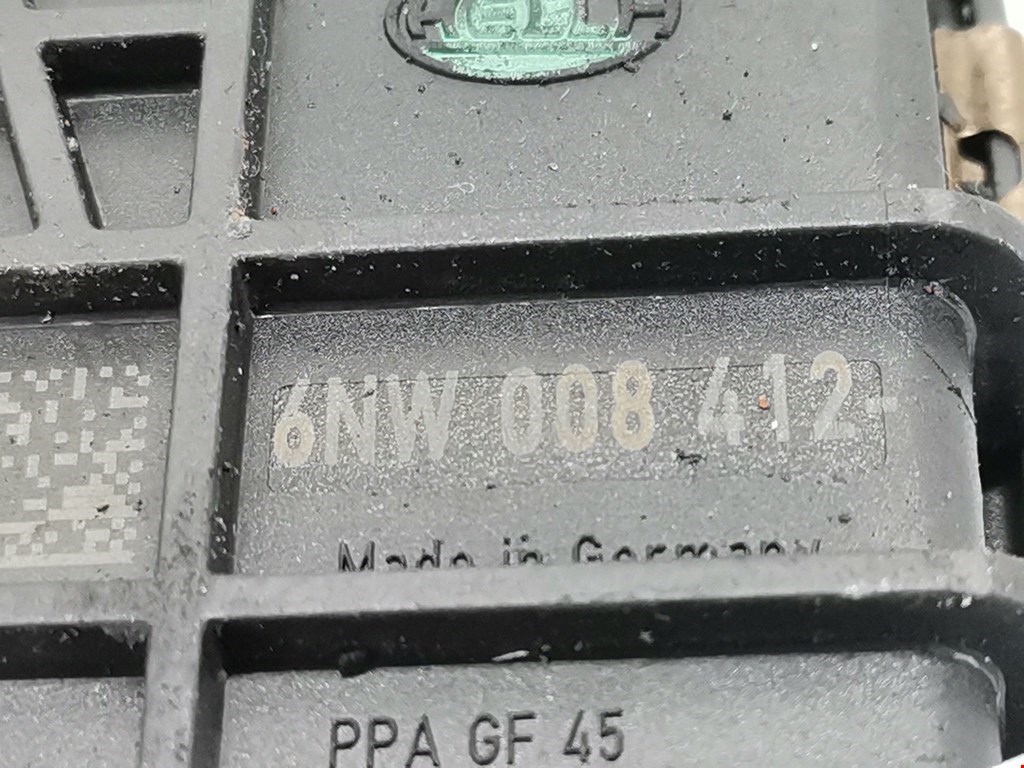 6NW 008 412-
Made in Germany
PPA GF 45